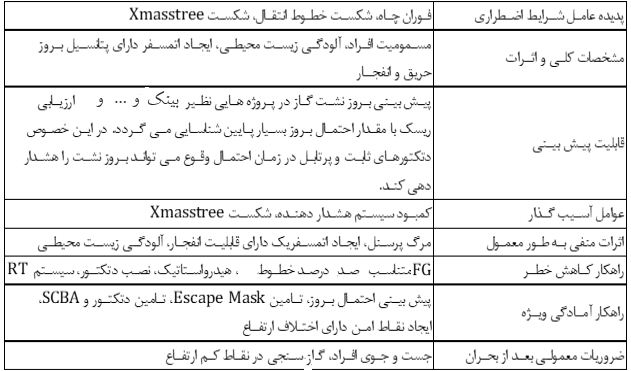 پدیده عامل شرایط اضطراری
فوران چاه، شکست خطوط انتقال، شکست Xmasstree
مشخصات کلی و اثرات
مسمومیت افراد، آلودگی زیست محیطی، ایجاد اتمسفر دارای پتانسیل بروز
حریق و انفجار
قابلیت پیش بینی
پیش بینی بروز نشت گاز در پروژه هایی نظیر بینک و ... و ارزیابی
ریسک با مقدار احتمال بروز بسیار پایین شناسایی می گردد. در این خصوص
دتکتورهای ثابت و پرتابل در زمان احتمال وقوع می تواند بروز نشت را هشدار
دهی کند.
عوامل آسیب گذار
کمبود سیستم هشدار دهنده، شکست Xmasstree
اثرات منفی به طور معمول
مرگ پرسنل، ایجاد اتمسفریک دارای قابلیت انفجار، آلودگی زیست محیطی
راهکار کاهش خطر
FGمتناسب صد درصد خطوط ، هیدرواستاتیک، نصب دتکتور، سیستم RT
راهکار آمادگی ویژه
پیش بینی احتمال بروز، تامین Escape Mask، تامین دتکتور و SCBA،
ایجاد نقاط امن دارای اختلاف ارتفاع
ضروریات معمولی بعد از بحران
جست و جوی افراد، گاز سنجی در نقاط کم ارتفاع